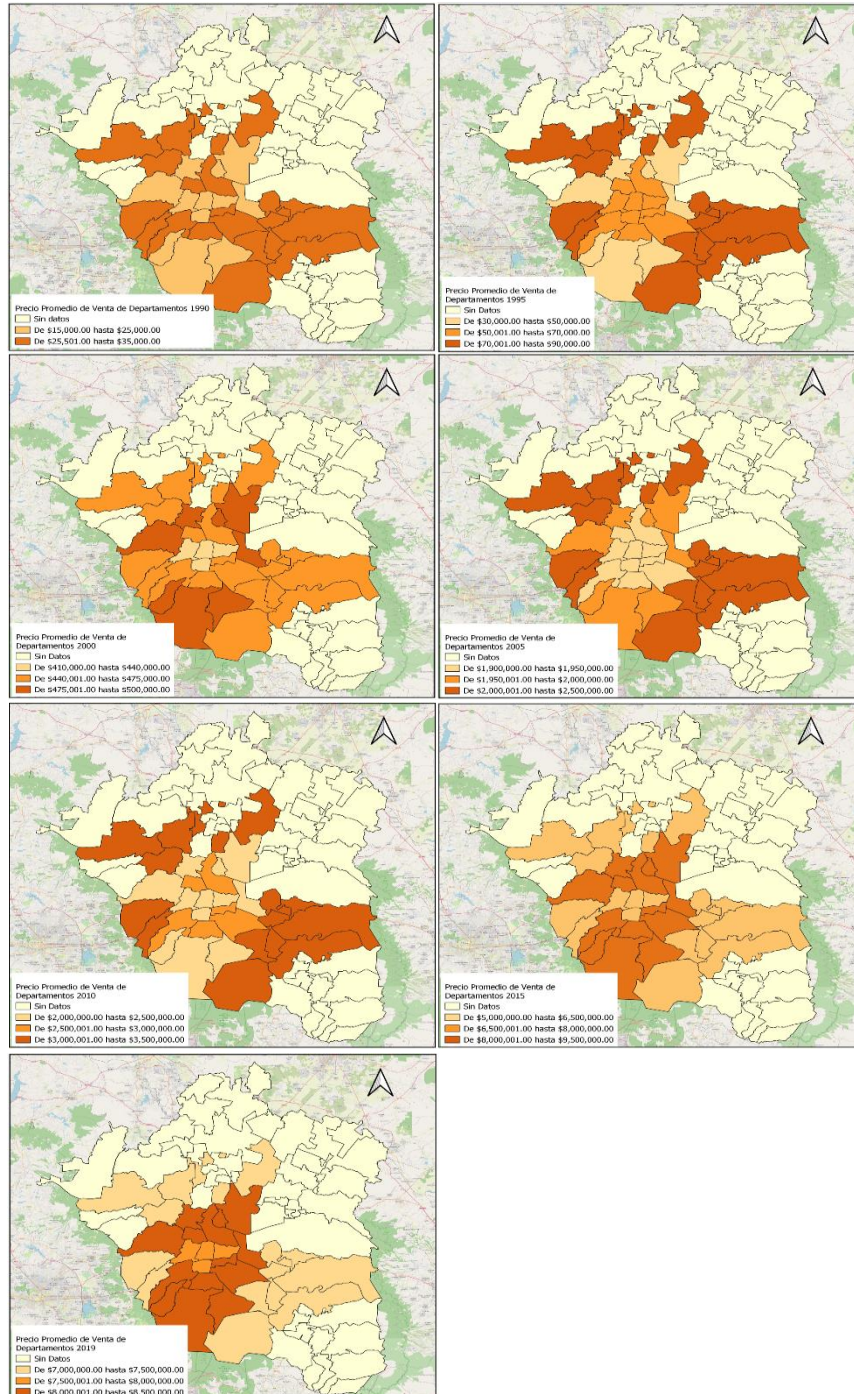 Precio Promedio de Venta de Departamentos 1990
Sin datos
De $15,000.00 hasta $25,000.00
De $25,501.00 hasta $35,000.00
Precio Promedio de Venta de
Departamentos 1995
Sin Datos
De $30,000.00 hasta $50,000.00
De $50,001.00 hasta $70,000.00
De $70,001.00 hasta $90,000.00
Precio Promedio de Venta de
Departamentos 2000
Sin Datos
De $410,000.00 hasta $440,000.00
De $440,001.00 hasta $475,000.00
De $475,001.00 hasta $500,000.00
Precio Promedio de Venta de
Departamentos 2005
Sin Datos
De $1,900,000.00 hasta $1,950,000.00
De $1,950,001.00 hasta $2,000,000.00
De $2,000,001.00 hasta $2,500,000.00
Precio Promedio de Venta de
Departamentos 2010
Sin Datos
De $2,000,000.00 hasta $2,500,000.00
De $2,500,001.00 hasta $3,000,000.00
De $3,000,001.00 hasta $3,500,000.00
Precio Promedio de Venta de
Departamentos 2015
Sin Datos
De $5,000,000.00 hasta $6,500,000.00
De $6,500,001.00 hasta $8,000,000.00
De $8,000,001.00 hasta $9,500,000.00
Precio Promedio de Venta de
Departamentos 2019
Sin Datos
De $7,000,000.00 hasta $7,500,000.00
De $7,500,001.00 hasta $8,000,000.00
De $8,000,001.00 hasta $8,500,000.00